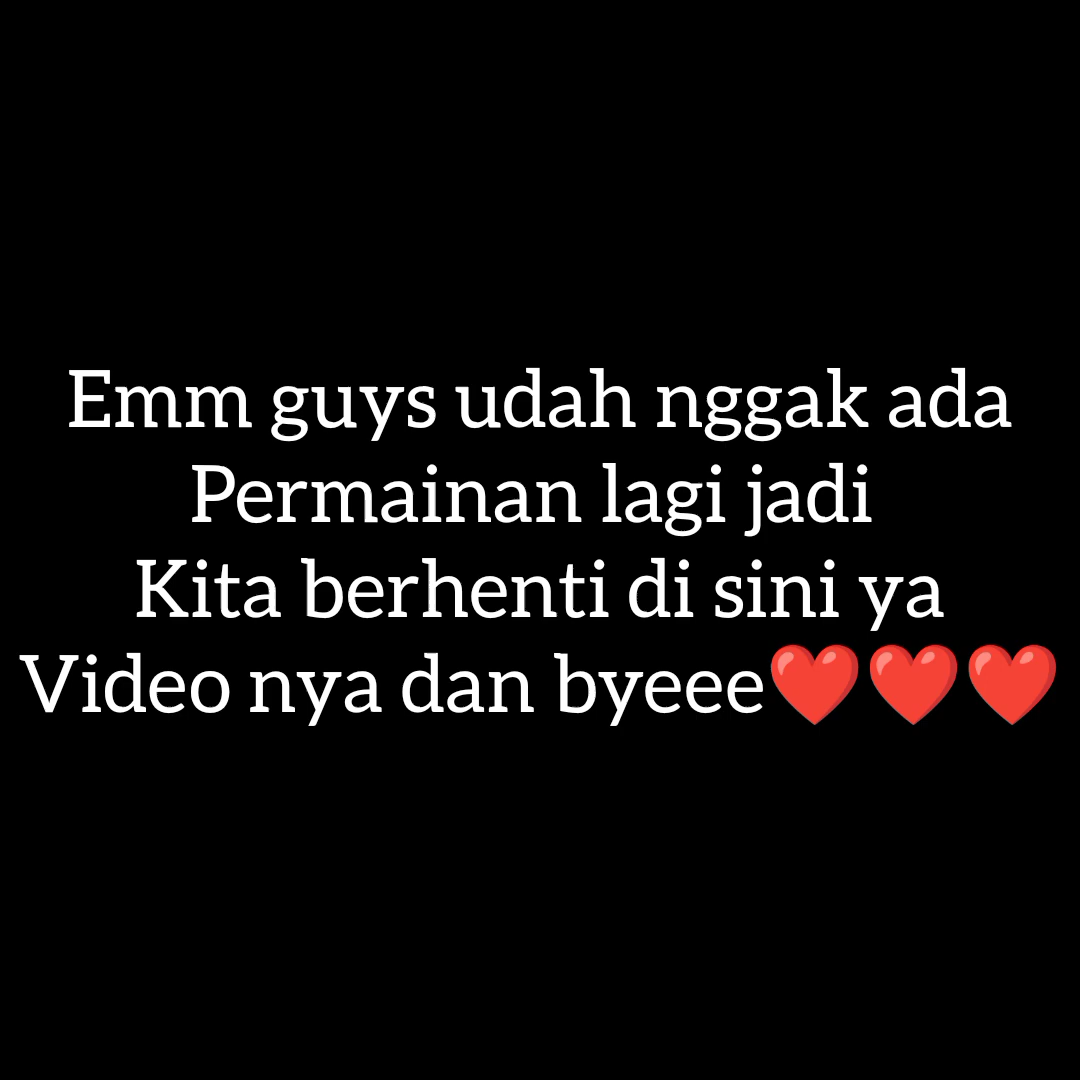 Emm guys udah nggak ada
Permainan lagi jadi
Kita berhenti di sini ya
Video nya dan byeee❤️❤️❤️